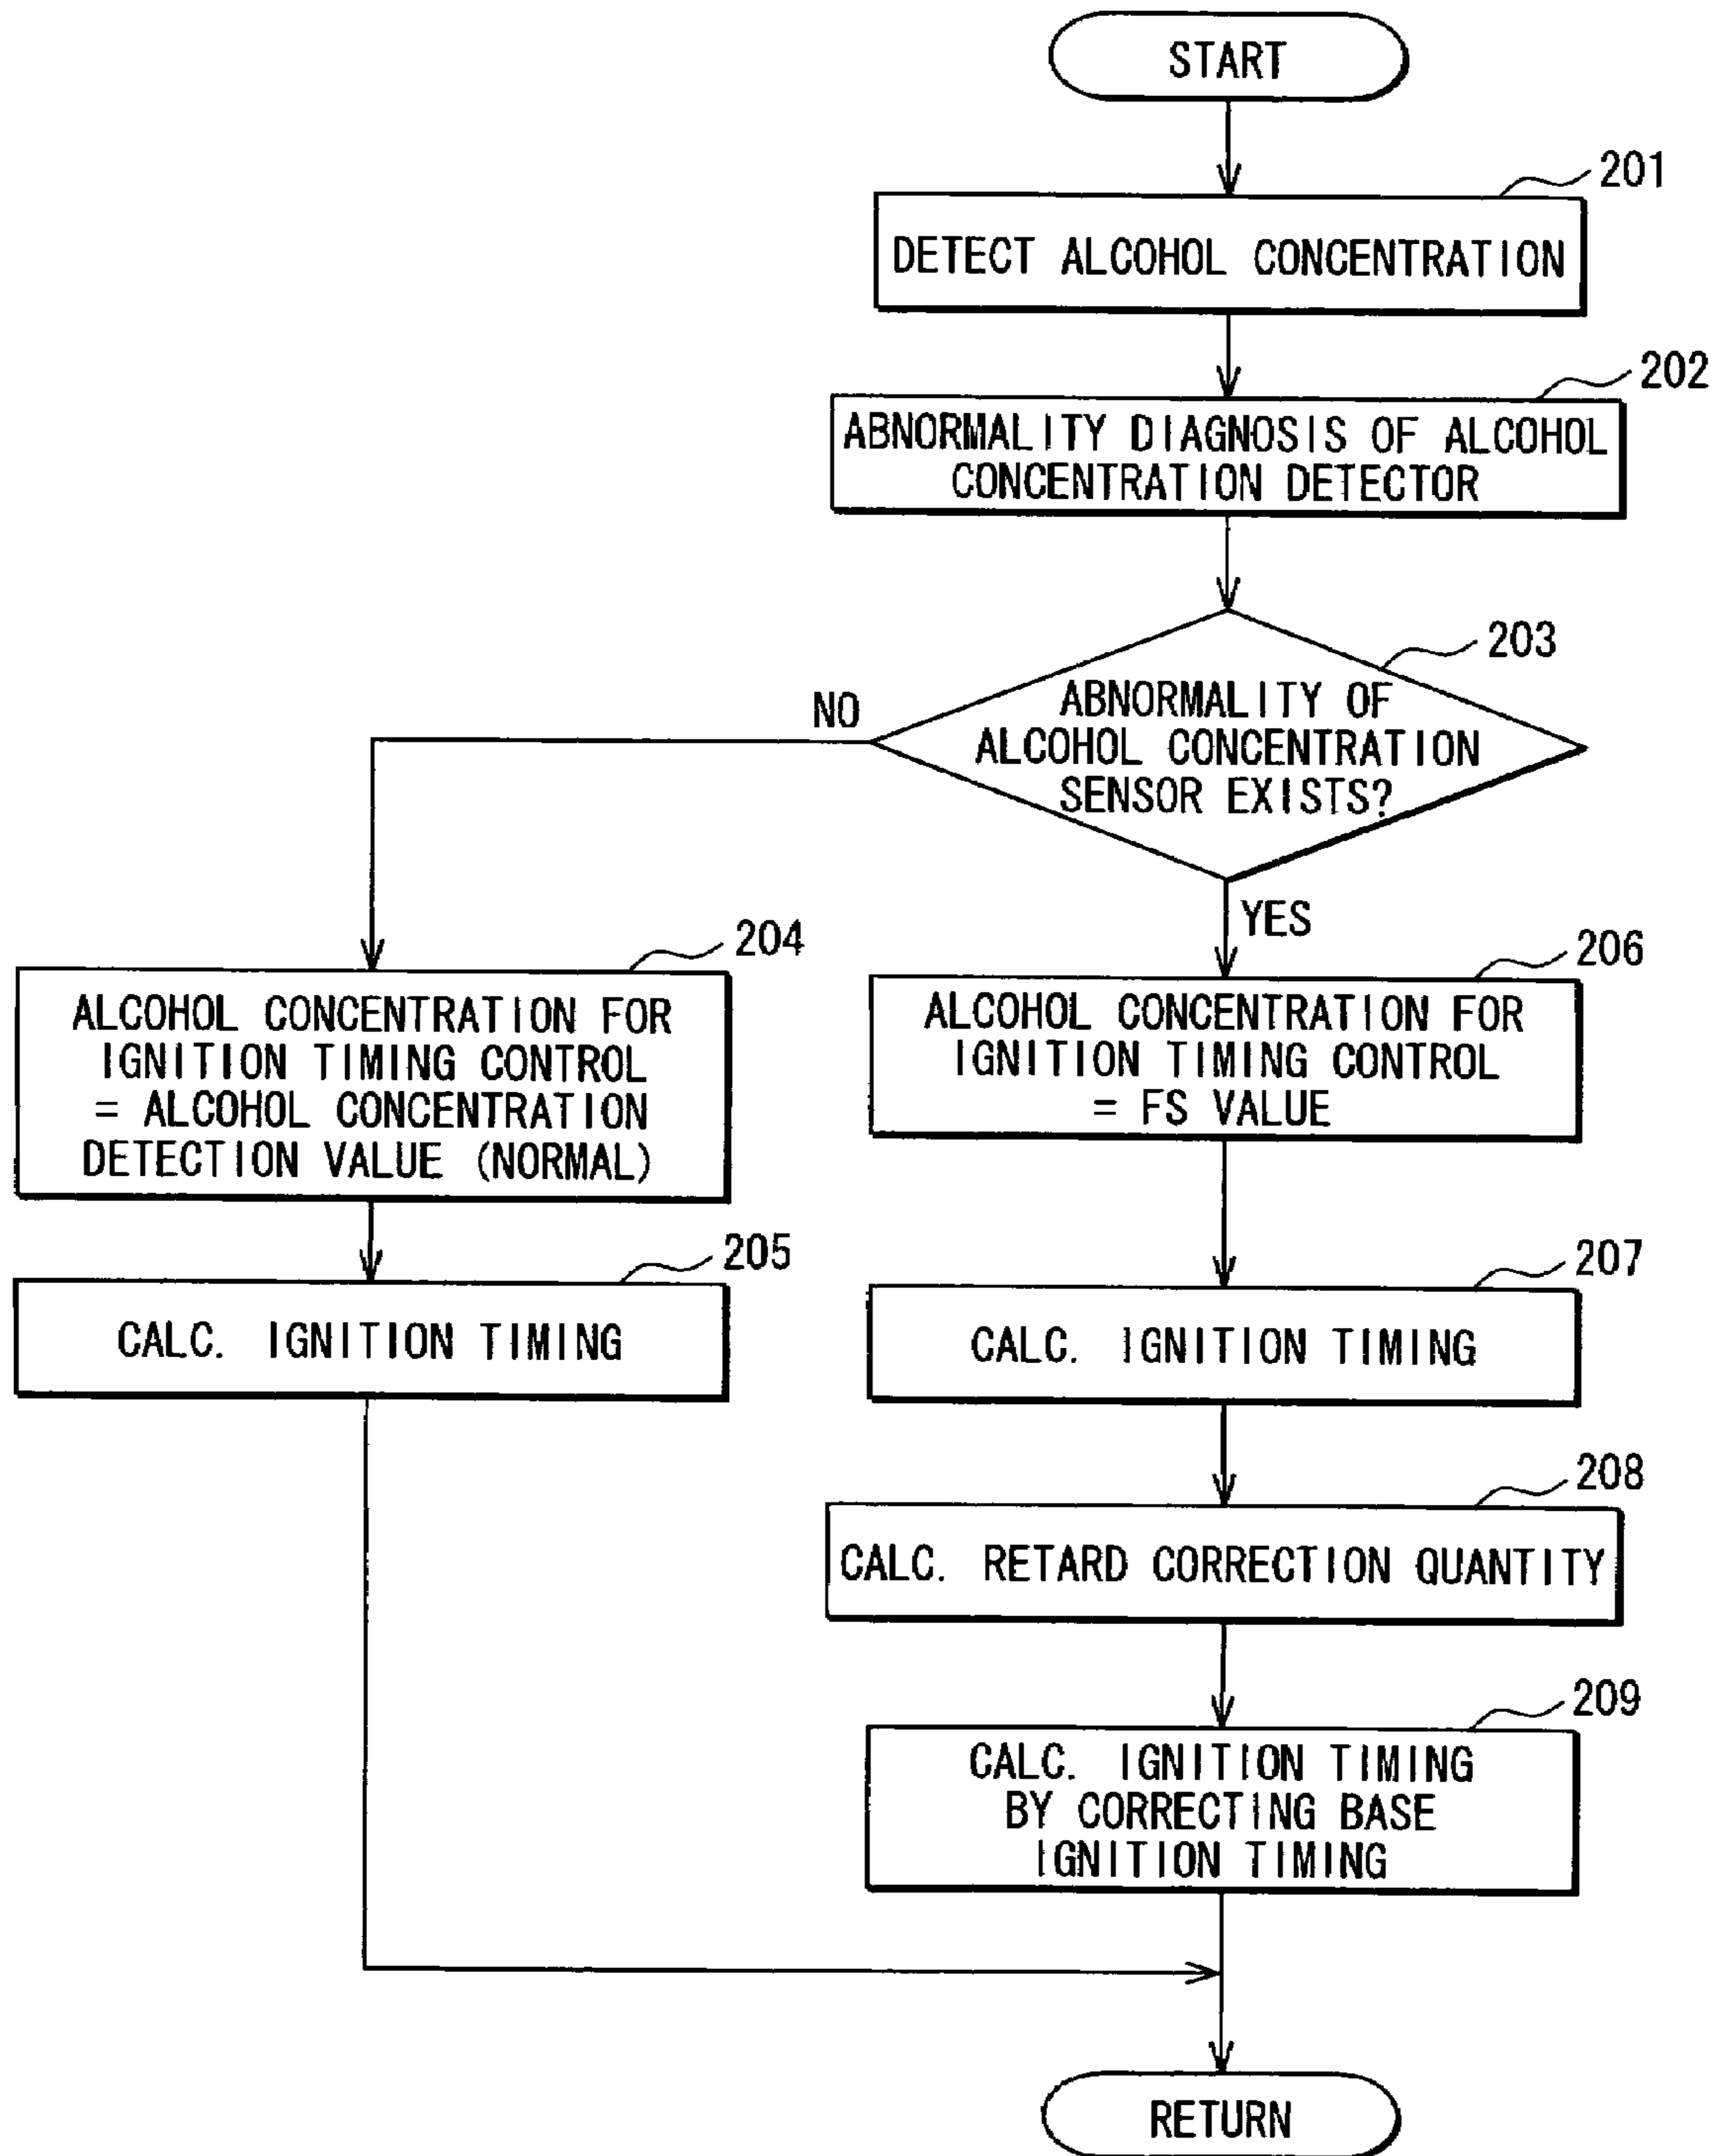 START
201
DETECT ALCOHOL CONCENTRATION
202
ABNORMALITY DIAGNOSIS OF ALCOHOL
CONCENTRATION DETECTOR
203
ABNORMALITY OF
ALCOHOL CONCENTRATION
SENSOR EXISTS?
NO
YES
204
ALCOHOL CONCENTRATION FOR
IGNITION TIMING CONTROL
= ALCOHOL CONCENTRATION
DETECTION VALUE (NORMAL)
205
CALC. IGNITION TIMING
206
ALCOHOL CONCENTRATION FOR
IGNITION TIMING CONTROL
= FS VALUE
207
CALC. IGNITION TIMING
208
CALC. RETARD CORRECTION QUANTITY
209
CALC. IGNITION TIMING
BY CORRECTING BASE
IGNITION TIMING
RETURN